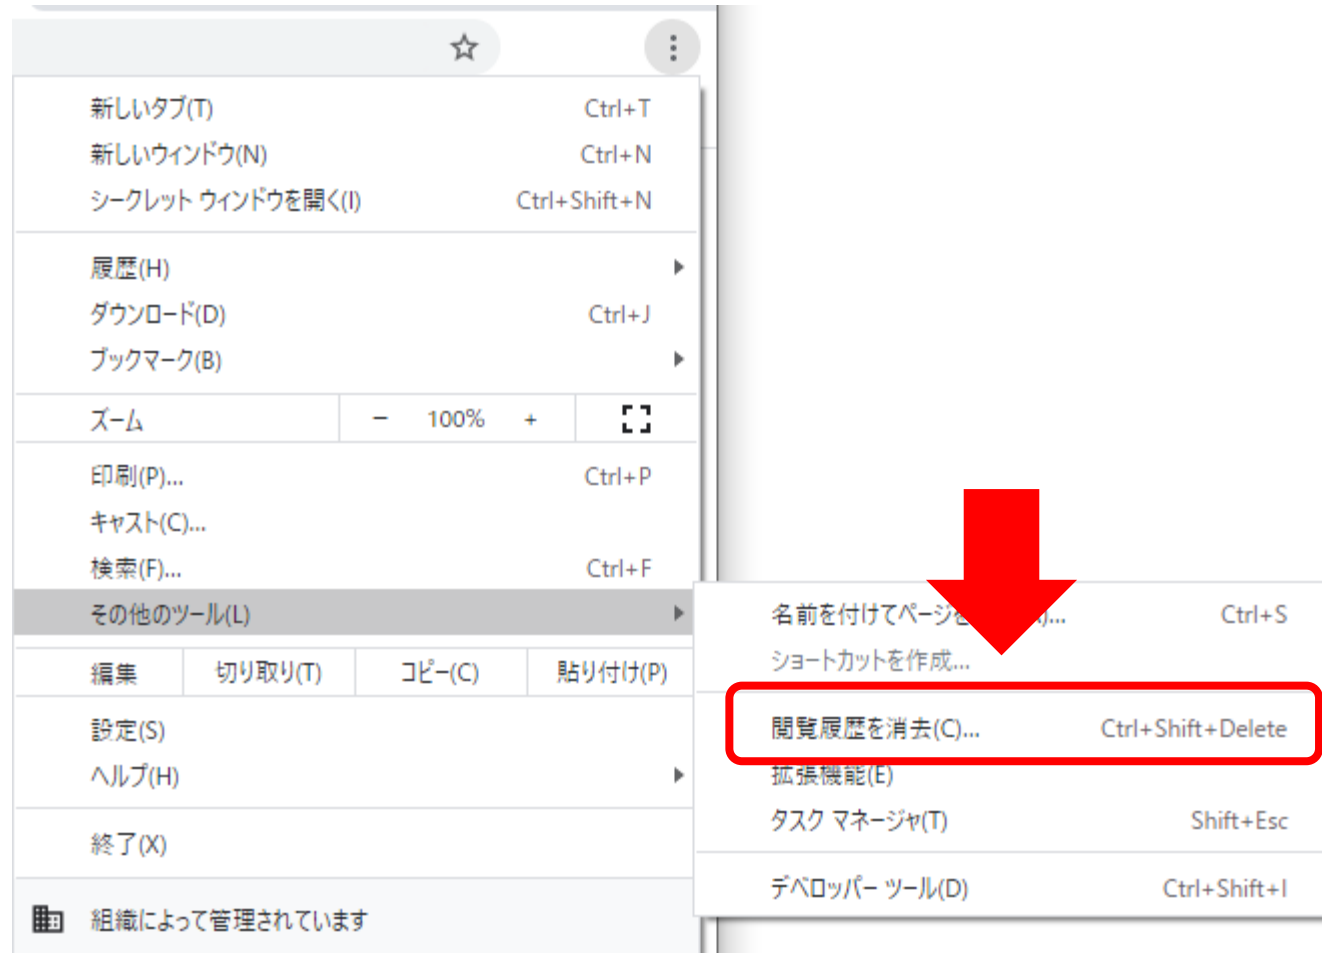 新しいタブ(T) Ctrl+T
新しいウィンドウ(N) Ctrl+N
シークレット ウィンドウを開く(I) Ctrl+Shift+N
履歴(H)
ダウンロード(D) Ctrl+J
ブックマーク(B)
ズーム − 100% +
印刷(P)... Ctrl+P
キャスト(C)...
検索(F)... Ctrl+F
その他のツール(L)
編集 切り取り(T) コピー(C) 貼り付け(P)
設定(S)
ヘルプ(H)
終了(X)
組織によって管理されています
名前を付けてページを ... Ctrl+S
ショートカットを作成...
閲覧履歴を消去(C)... Ctrl+Shift+Delete
拡張機能(E)
タスク マネージャ(T) Shift+Esc
デベロッパー ツール(D) Ctrl+Shift+I